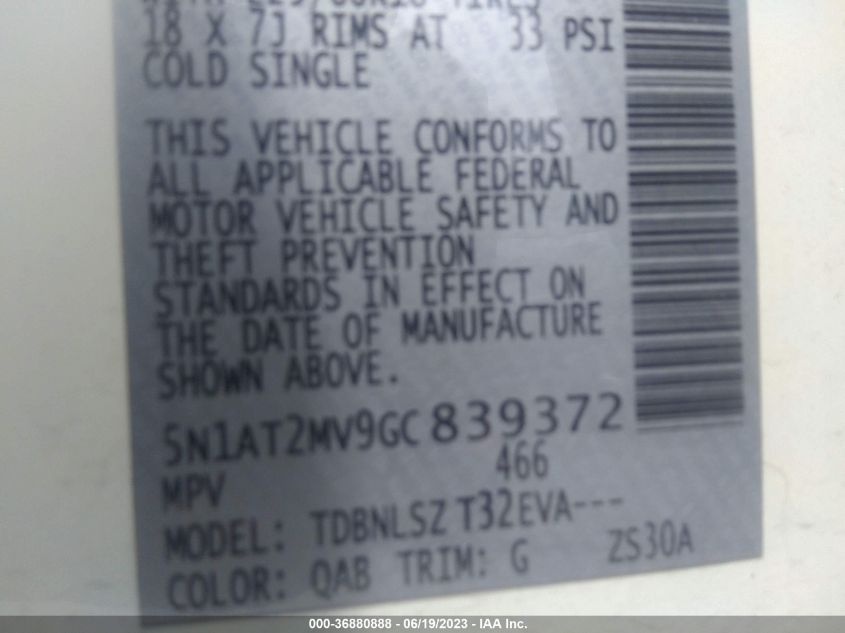 18 X 7J RIMS AT 33 PSI
COLD SINGLE
THIS VEHICLE CONFORMS TO
ALL APPLICABLE FEDERAL
MOTOR VEHICLE SAFETY AND
THEFT PREVENTION
STANDARDS IN EFFECT ON
THE DATE OF MANUFACTURE
SHOWN ABOVE.
5N1AT2MV9GC839372
MPV 466
MODEL: TDBNLSZ T32EVA---
COLOR: QAB TRIM: G ZS30A
000-36880888 - 06/19/2023 - IAA Inc.